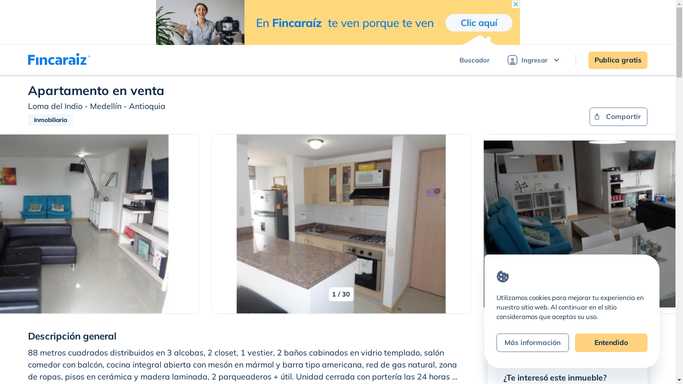 En Fincaraíz te ven porque te ven
Clic aquí
Fincaraíz
Buscador
Ingresar
Publica gratis
Apartamento en venta
Loma del Indio - Medellín - Antioquia
Inmobiliaria
Compartir
1 / 30
Utilizamos cookies para mejorar tu experiencia en
nuestro sitio web. Al continuar en el sitio
consideramos que aceptas su uso.
Más información
Entendido
Descripción general
88 metros cuadrados distribuidos en 3 alcobas, 2 closet, 1 vestier, 2 baños cabinados en vidrio templado, salón
comedor con balcón, cocina integral abierta con mesón en mármol y barra tipo americana, red de gas natural, zona
de ropas, pisos en cerámica y madera laminada, 2 parqueaderos + útil. Unidad cerrada con portería las 24 horas ...
¿Te interesó este inmueble?